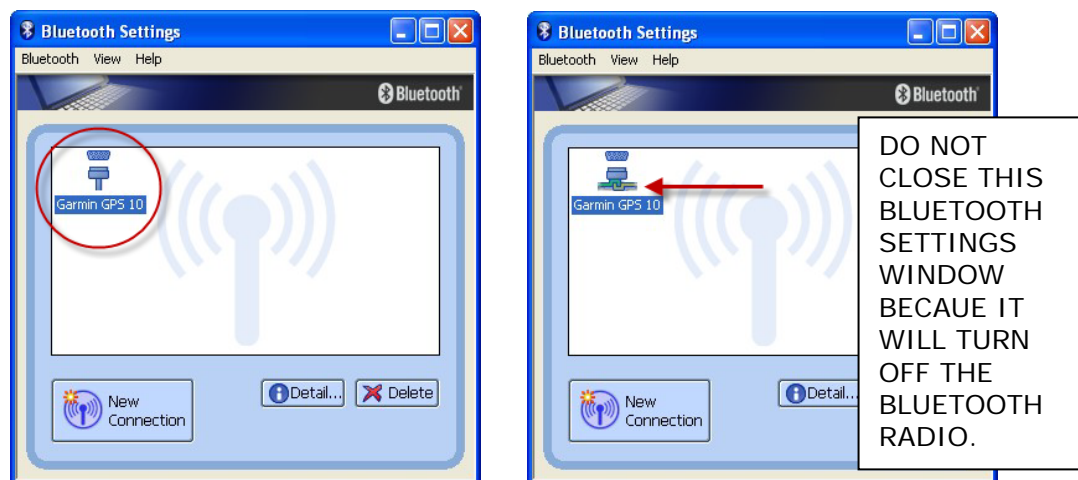 Bluetooth Settings
Bluetooth View Help
Bluetooth
Garmin GPS 10
New
Connection
Detail...
Delete
Bluetooth Settings
Bluetooth View Help
Bluetooth
Garmin GPS 10
New
Connection
Detail...
DO NOT
CLOSE THIS
BLUETOOTH
SETTINGS
WINDOW
BECAUE IT
WILL TURN
OFF THE
BLUETOOTH
RADIO.